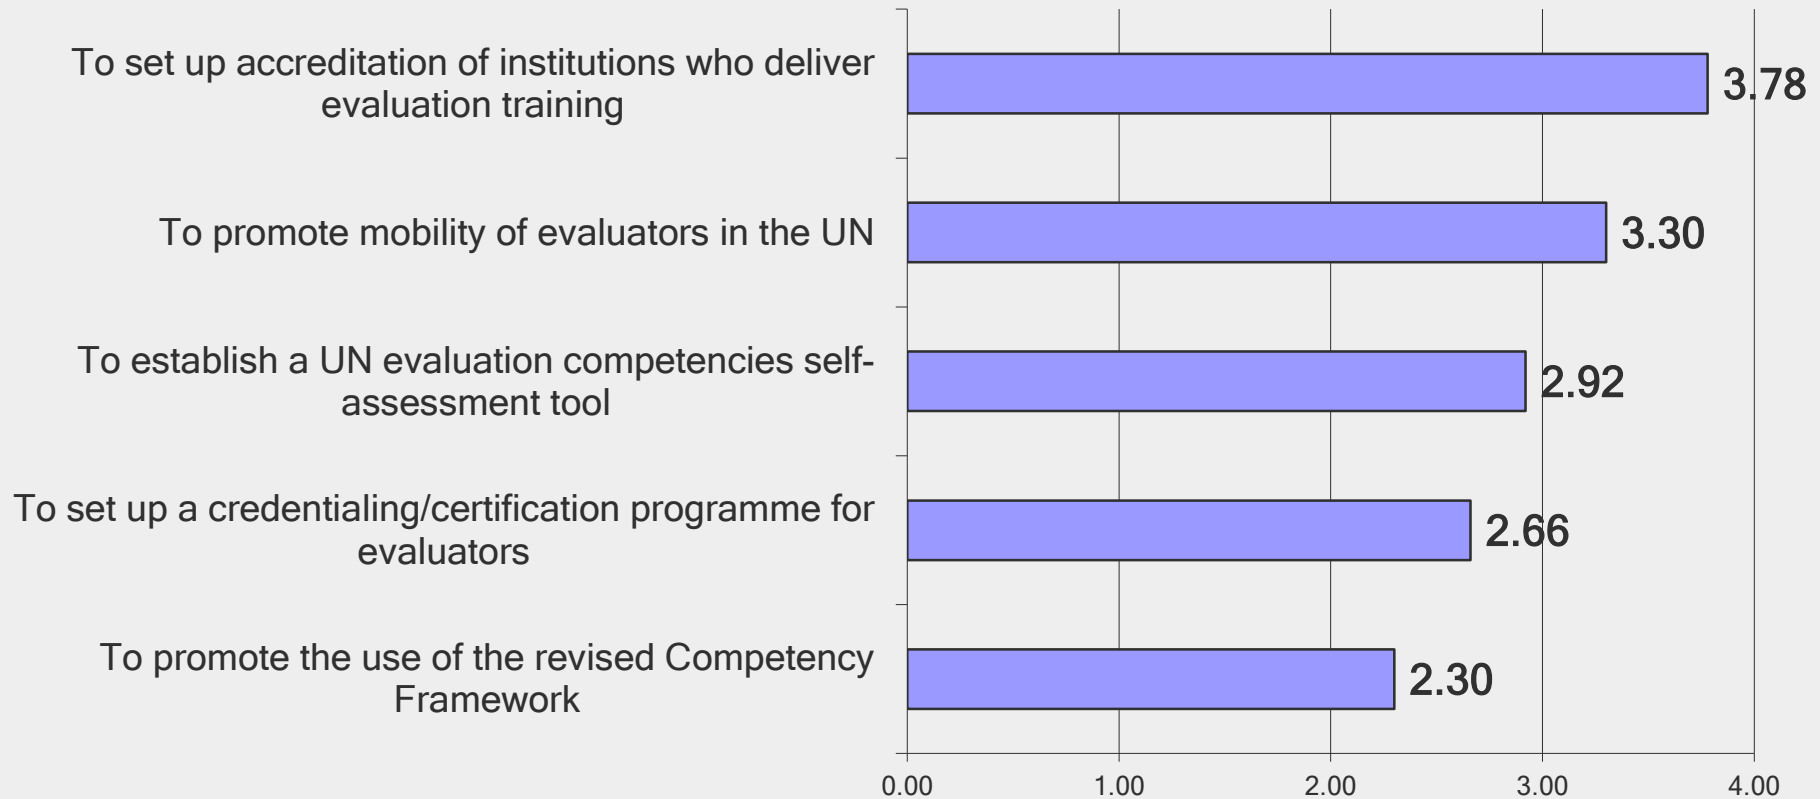 To set up accreditation of institutions who deliver
evaluation training
3.78
To promote mobility of evaluators in the UN
3.30
To establish a UN evaluation competencies self-
assessment tool
2.92
To set up a credentialing/certification programme for
evaluators
2.66
To promote the use of the revised Competency
Framework
2.30
0.00 1.00 2.00 3.00 4.00